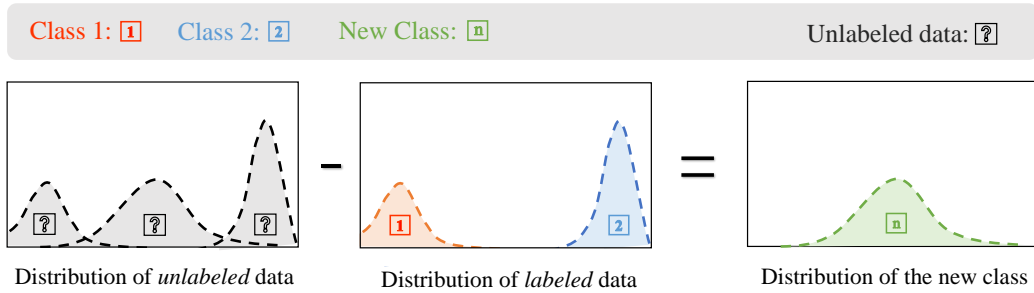 Class 1: 1 Class 2: 2 New Class: n Unlabeled data: ?
? ? ? - 1 2 = n
Distribution of unlabeled data Distribution of labeled data Distribution of the new class